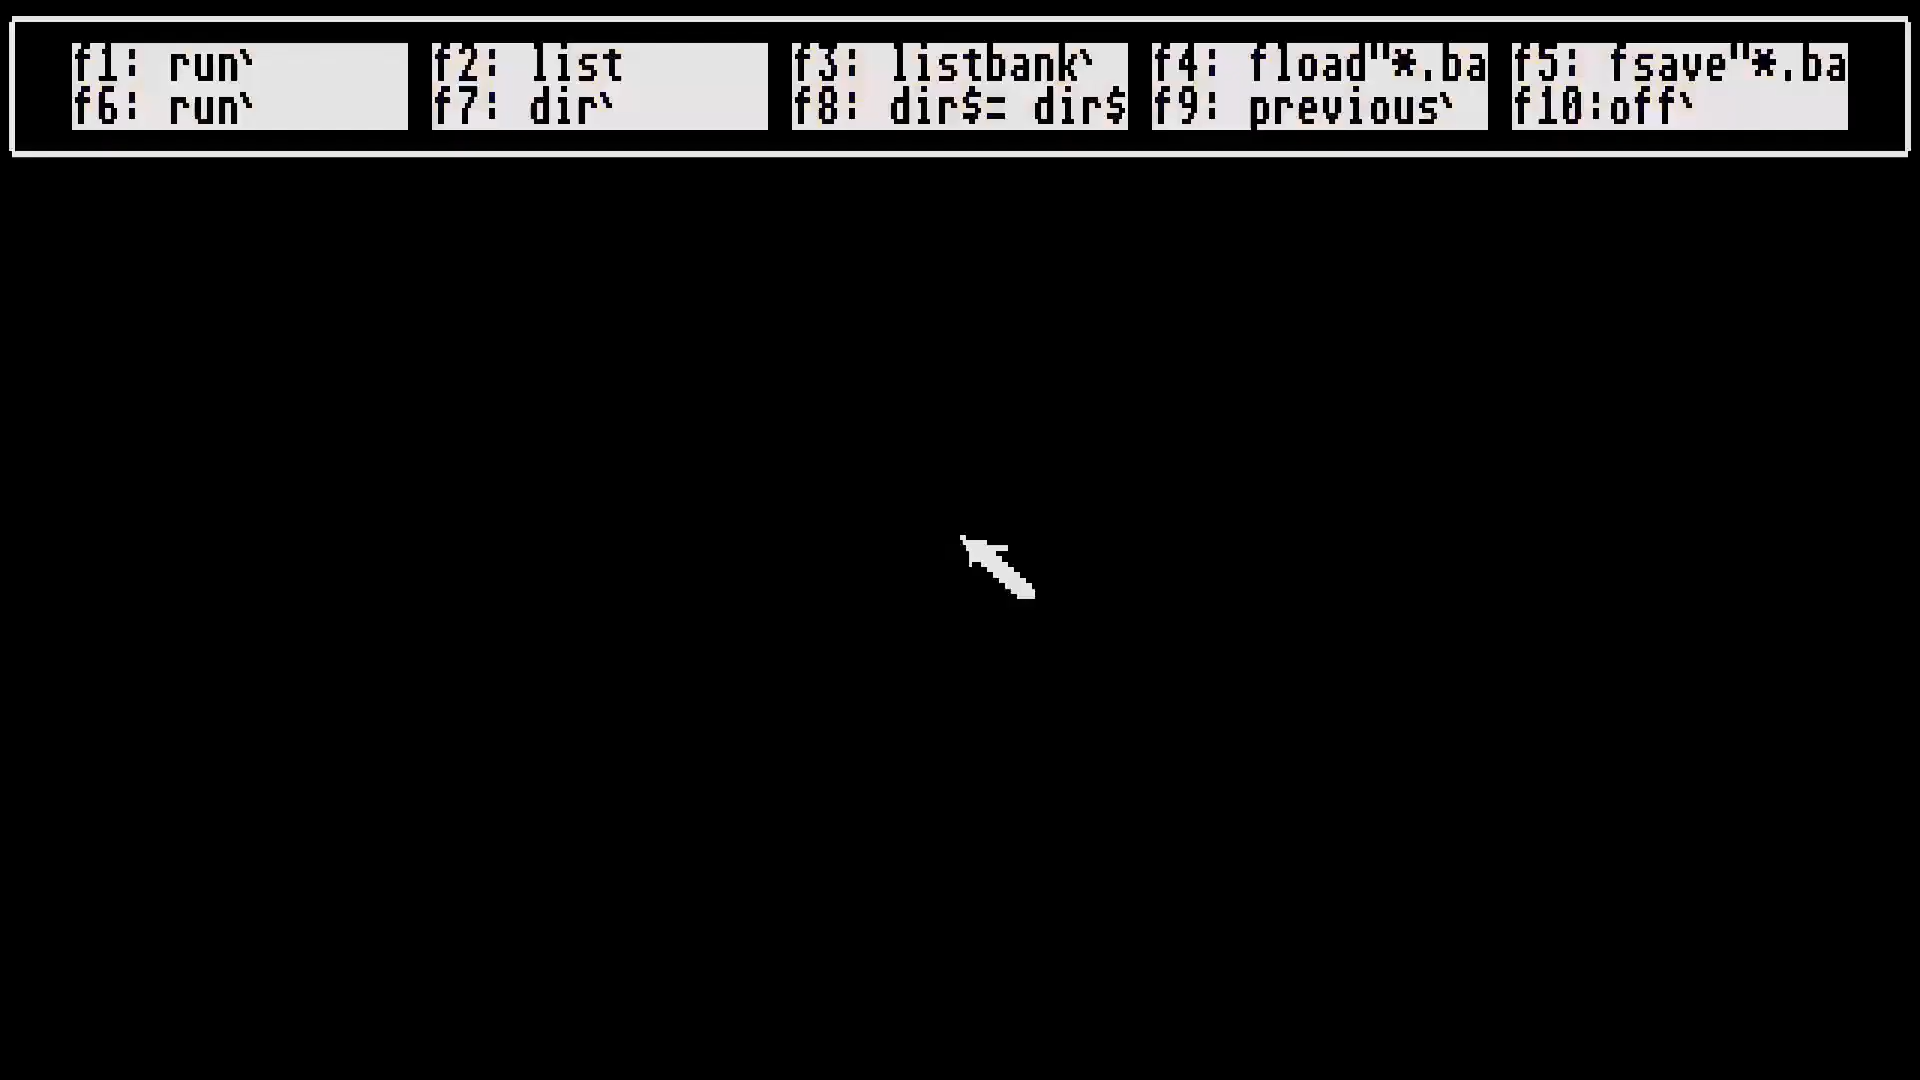 f1: run` f2: list f3: listbank` f4: fload"*.ba f5: fsave"*.ba
f6: run` f7: dir` f8: dir$= dir$ f9: previous` f10:off`